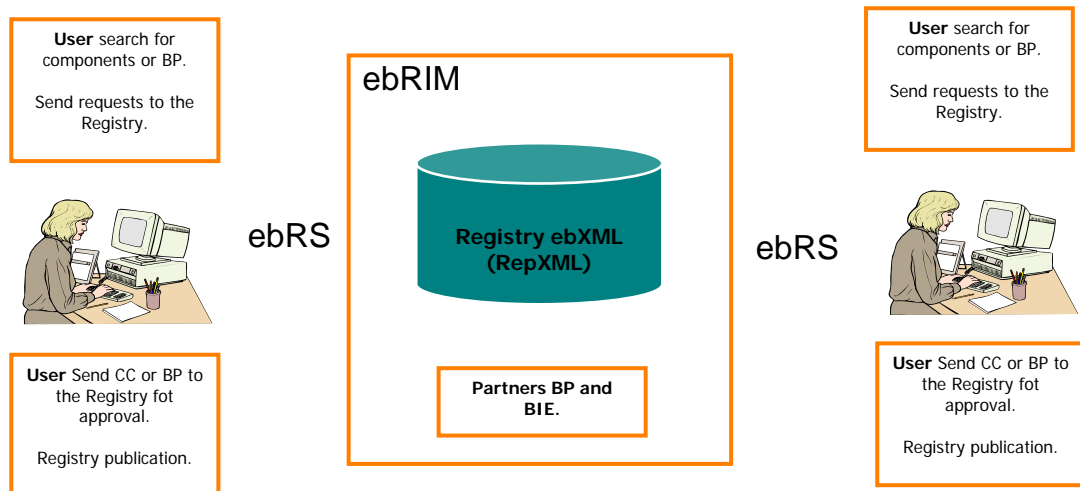 User search for
components or BP.
Send requests to the
Registry.
ebRS
User Send CC or BP to
the Registry fot
approval.
Registry publication.
ebRIM
Registry ebXML
(RepXML)
Partners BP and
BIE.
User search for
components or BP.
Send requests to the
Registry.
ebRS
User Send CC or BP to
the Registry fot
approval.
Registry publication.